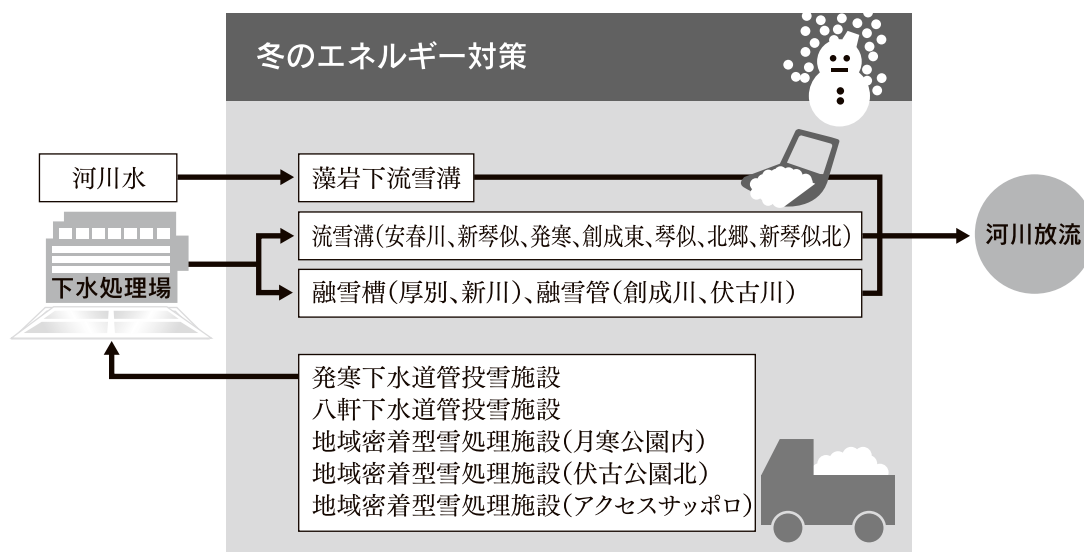 冬のエネルギー対策
河川水
藻岩下流雪溝
流雪溝(安春川、新琴似、発寒、創成東、琴似、北郷、新琴似北)
河川放流
下水処理場
融雪槽(厚別、新川)、融雪管(創成川、伏古川)
発寒下水道管投雪施設
八軒下水道管投雪施設
地域密着型雪処理施設(月寒公園内)
地域密着型雪処理施設(伏古公園北)
地域密着型雪処理施設(アクセスサッポロ)